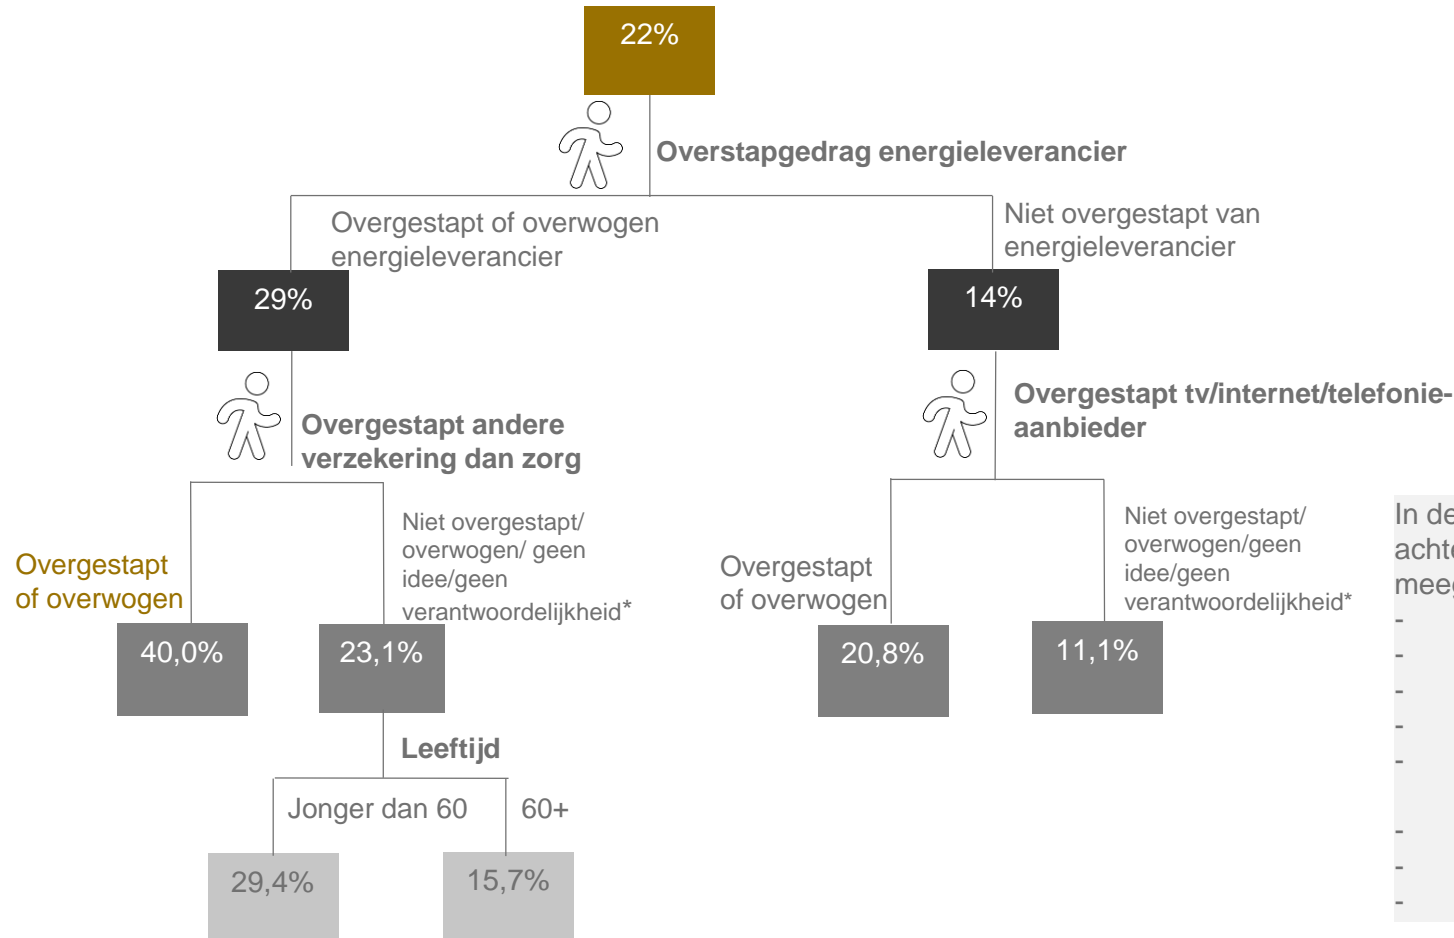 22%
Overstapgedrag energieleverancier
Overgestapt of overwogen
energieleverancier
Niet overgestapt van
energieleverancier
29%
14%
Overgestapt andere
verzekering dan zorg
Overgestapt tv/internet/telefonie-
aanbieder
Overgestapt
of overwogen
Niet overgestapt/
overwogen/ geen
idee/geen
verantwoordelijkheid*
Overgestapt
of overwogen
Niet overgestapt/
overwogen/geen
idee/geen
verantwoordelijkheid*
40,0%
23,1%
20,8%
11,1%
Leeftijd
Jonger dan 60
60+
29,4%
15,7%
In de
-
-
-
-
-
-
-
-